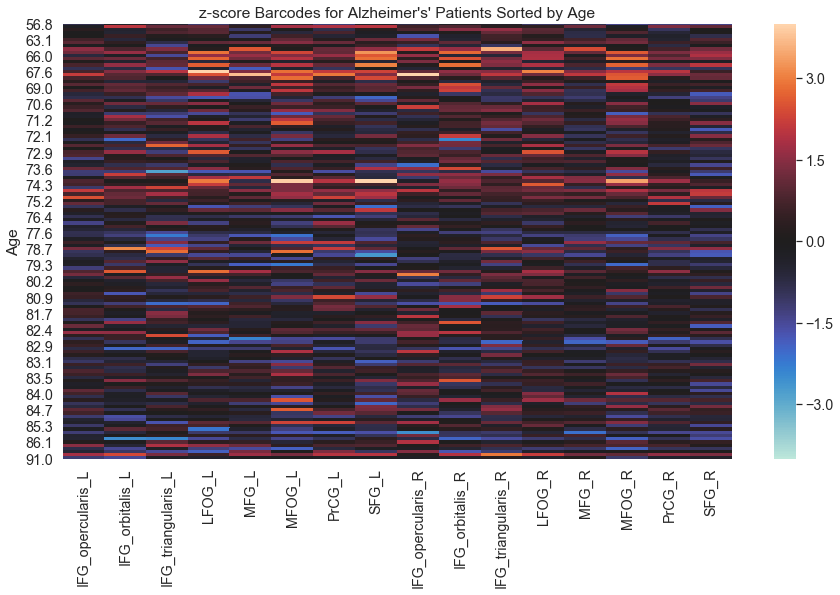 z-score Barcodes for Alzheimer's' Patients Sorted by Age
Age
56.8
63.1
66.0
67.6
69.0
70.6
71.2
72.1
72.9
73.6
74.3
75.2
76.4
77.6
78.7
79.3
80.2
80.9
81.7
82.4
82.9
83.1
83.5
84.0
84.7
85.3
86.1
91.0
IFG_opercularis_L
IFG_orbitalis_L
IFG_triangularis_L
LFOG_L
MFG_L
MFOG_L
PrCG_L
SFG_L
IFG_opercularis_R
IFG_orbitalis_R
IFG_triangularis_R
LFOG_R
MFG_R
MFOG_R
PrCG_R
SFG_R
3.0
1.5
0.0
−1.5
−3.0